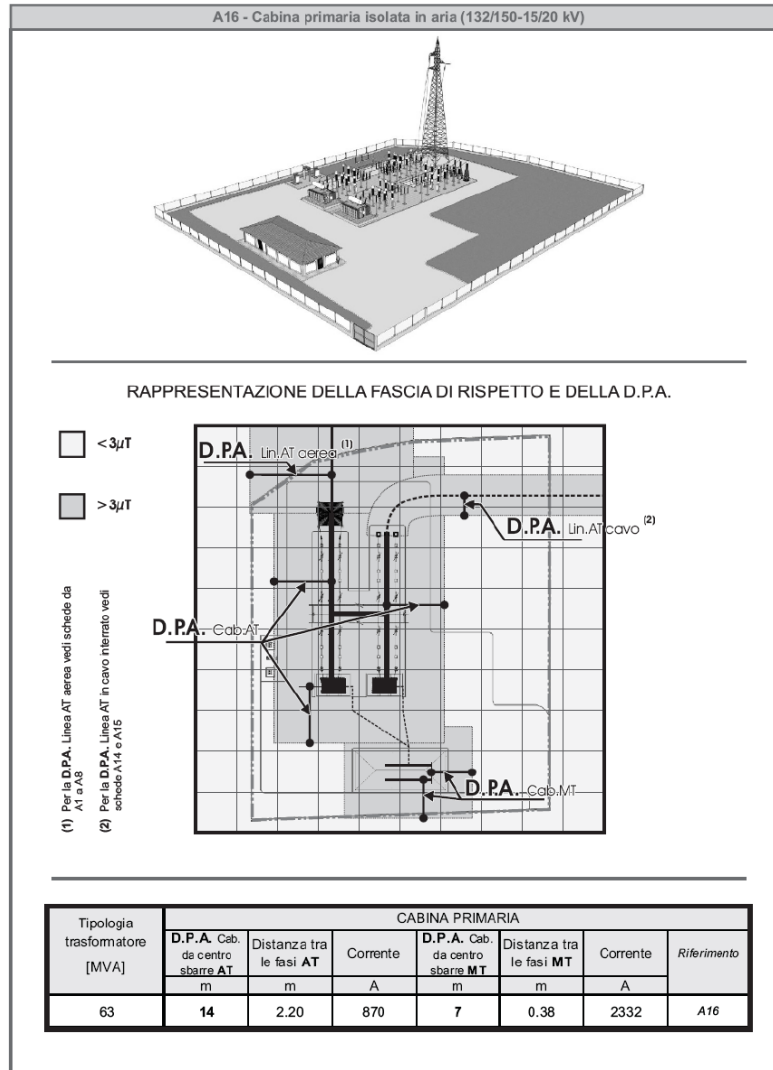 A16 - Cabina primaria isolata in aria (132/150-15/20 kV)
RAPPRESENTAZIONE DELLA FASCIA DI RISPETTO E DELLA D.P.A.
< 3µT
> 3µT
D.P.A. Lin.AT cerea (1)
D.P.A. Lin.AT cavo (2)
D.P.A. Cab.AT
D.P.A. Cab.MT
(1) Per la D.P.A. Linea AT aerea vedi schede da
A1 a A8
(2) Per la D.P.A. Linea AT in cavo interrato vedi
schede A14 e A15
Tipologia
trasformatore
[MVA]
CABINA PRIMARIA
D.P.A. Cab.
da centro
sbarre AT
Distanza tra
le fasi AT
Corrente
D.P.A. Cab.
da centro
sbarre MT
Distanza tra
le fasi MT
Corrente
Riferimento
m m A m m A
63 14 2.20 870 7 0.38 2332 A16